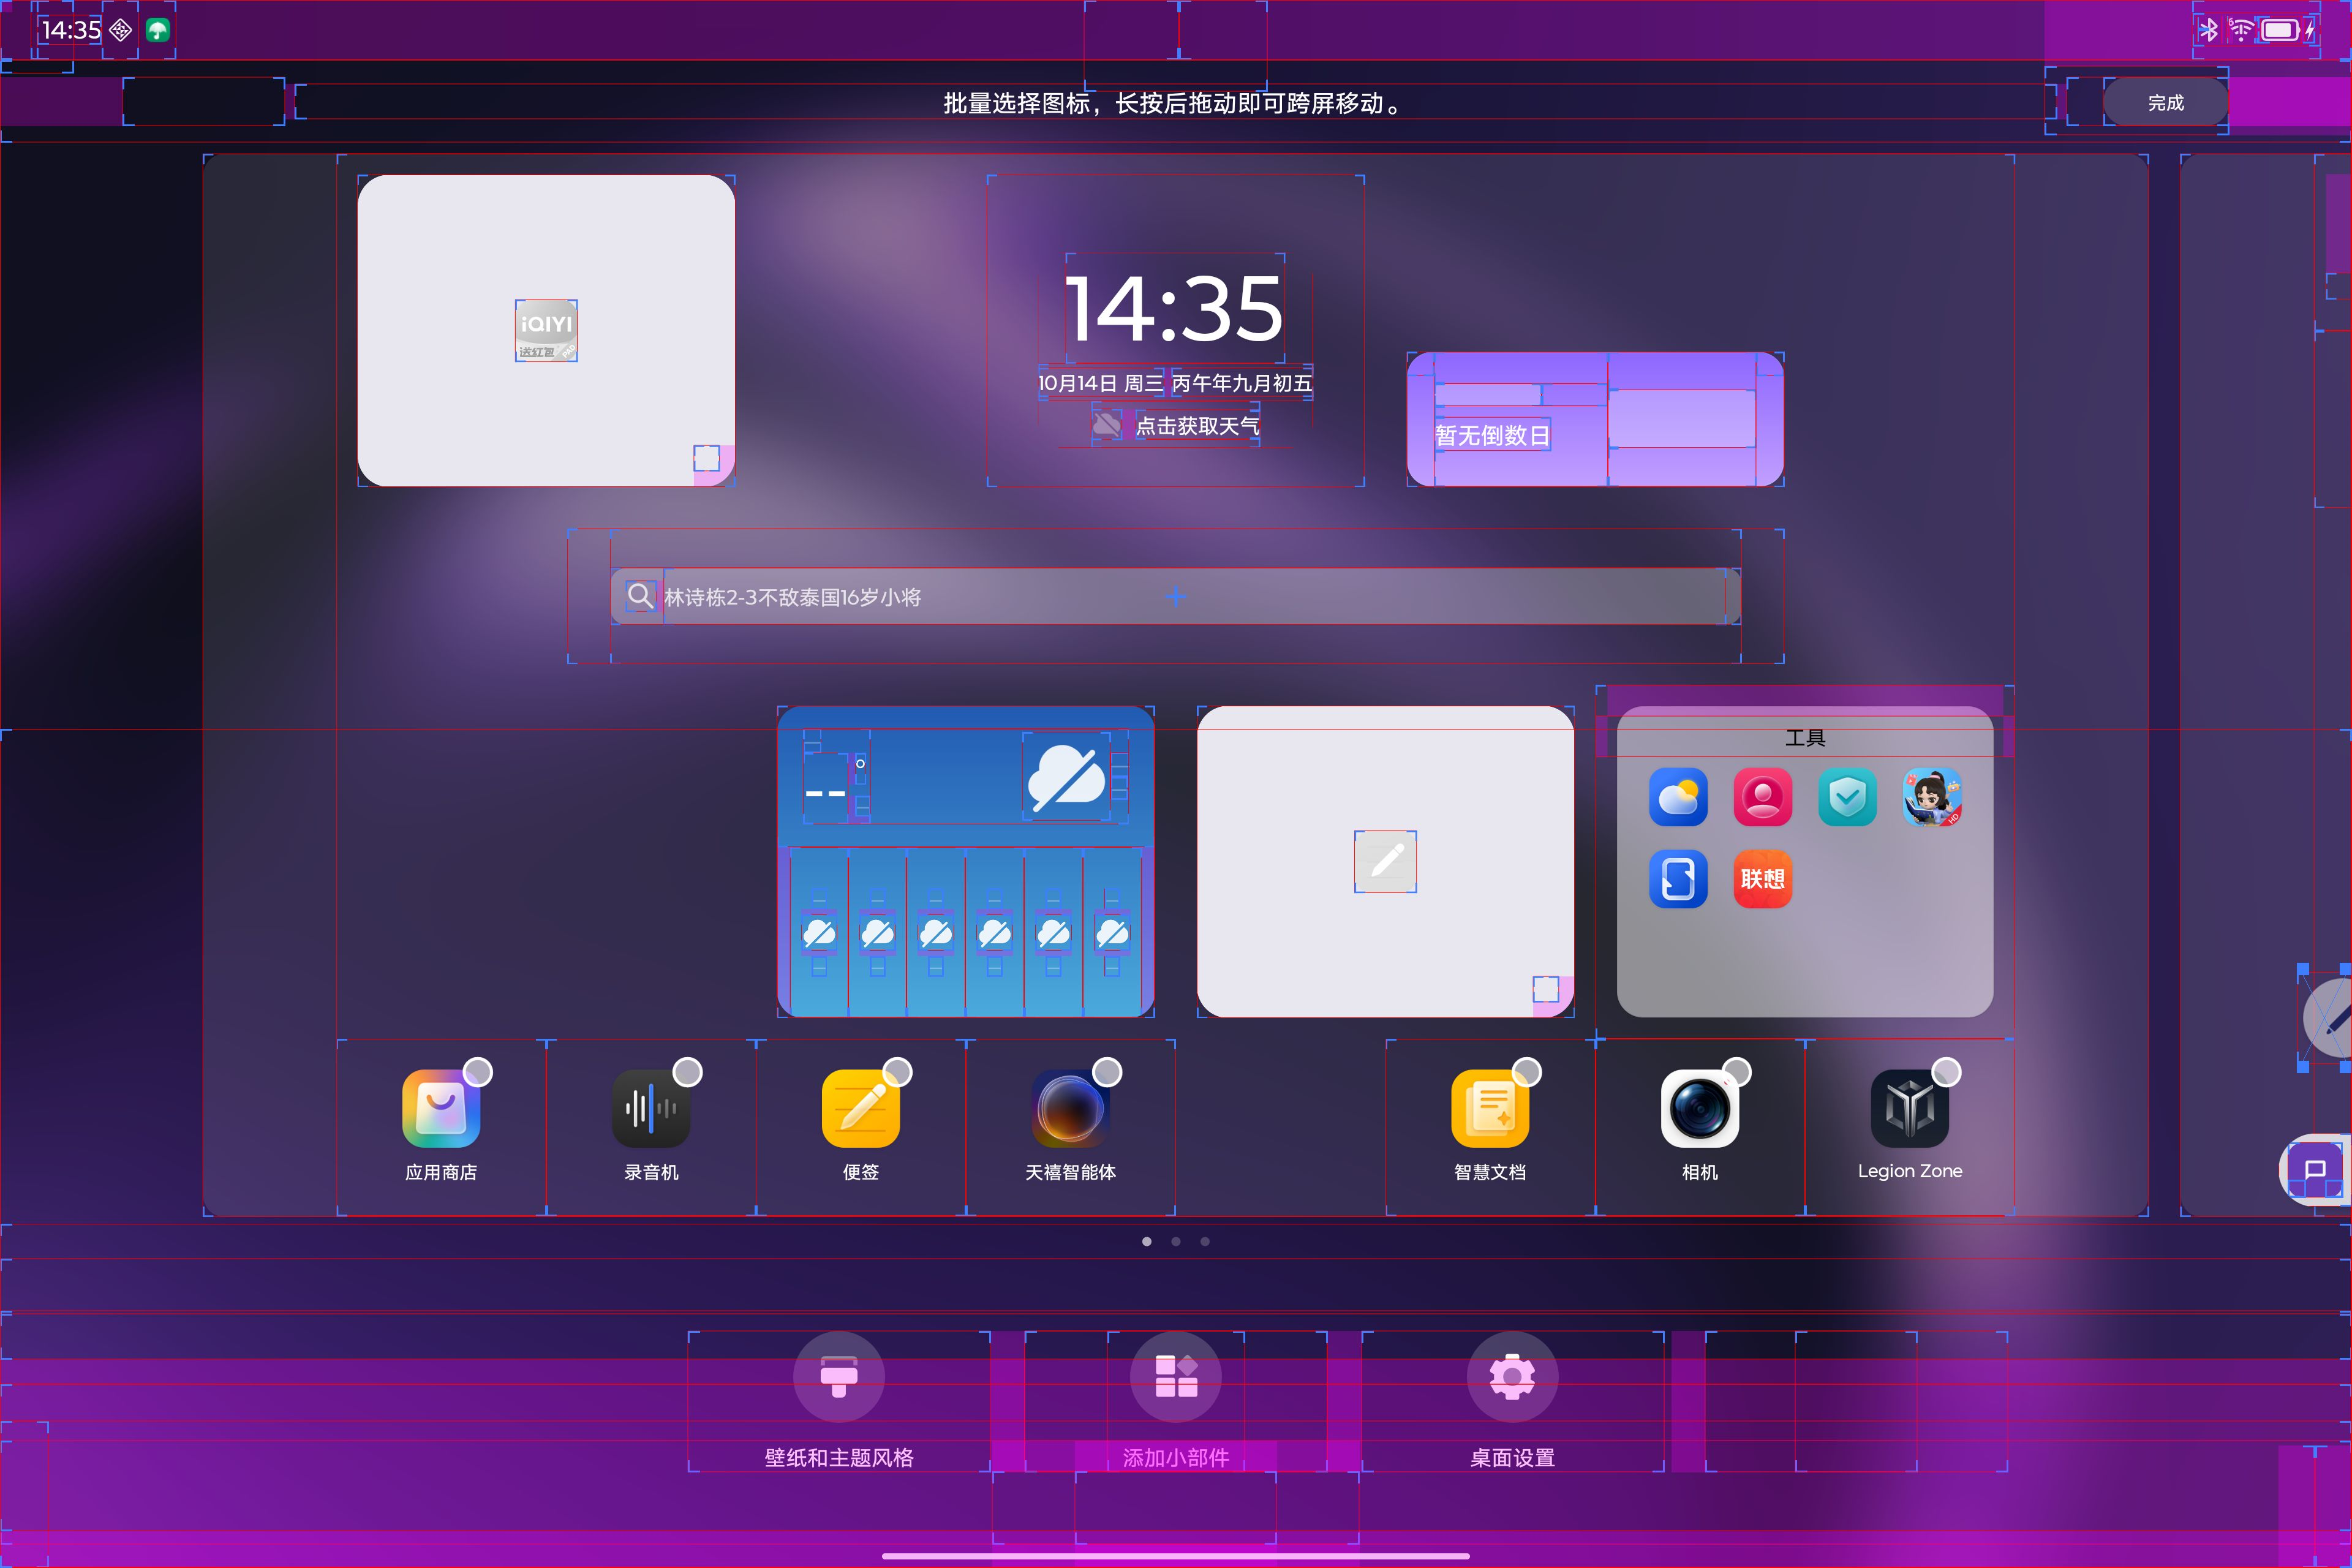 14:35
批量选择图标，长按后拖动即可跨屏移动。
完成
iQIYI
送红包
PAD
14:35
10月14日 周三 丙午年九月初五
点击获取天气
暂无倒数日
林诗栋2-3不敌泰国16岁小将
--°
工具
HD
联想
应用商店
录音机
便签
天禧智能体
智慧文档
相机
Legion Zone
壁纸和主题风格
添加小部件
桌面设置